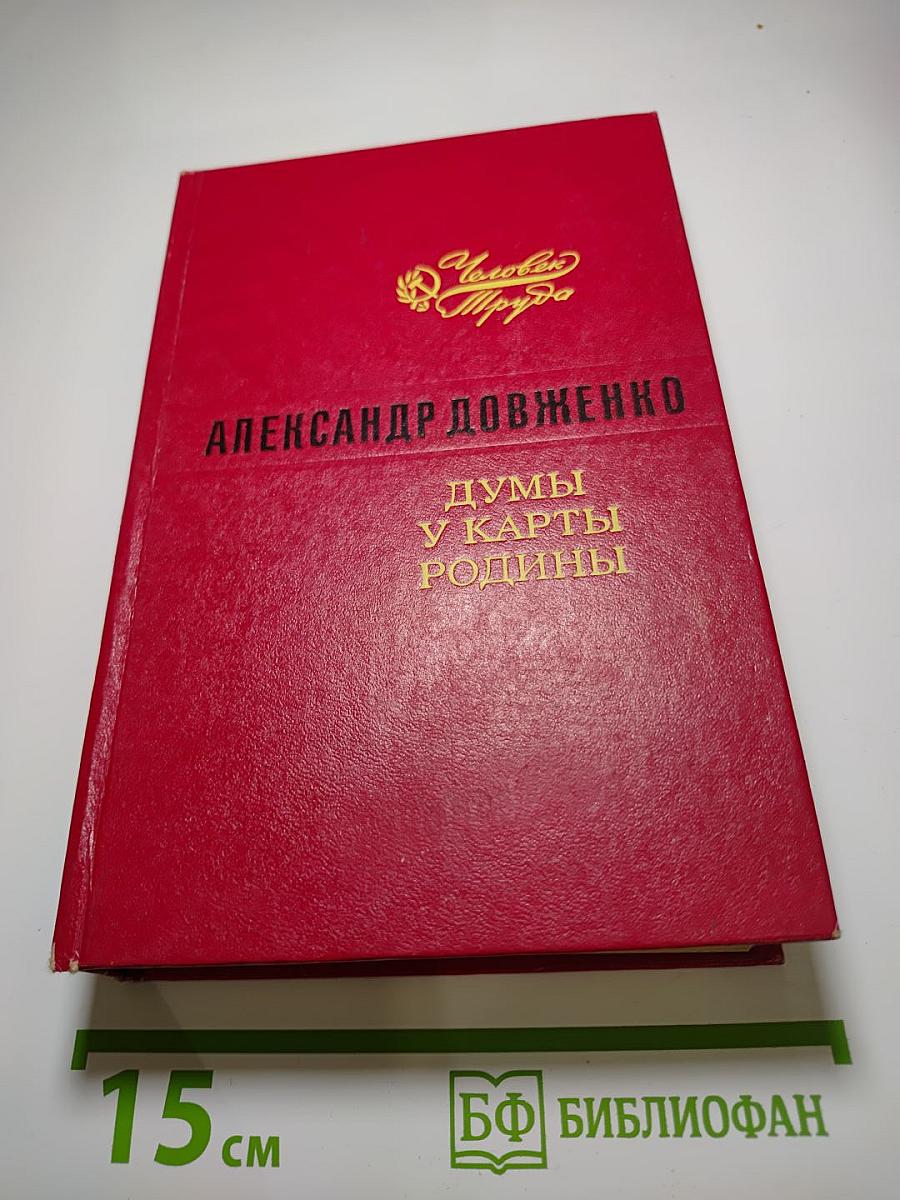 Человек
Труда
АЛЕКСАНДР ДОВЖЕНКО
ДУМЫ
У КАРТЫ
РОДИНЫ
15 см
БФ БИБЛИОФАН